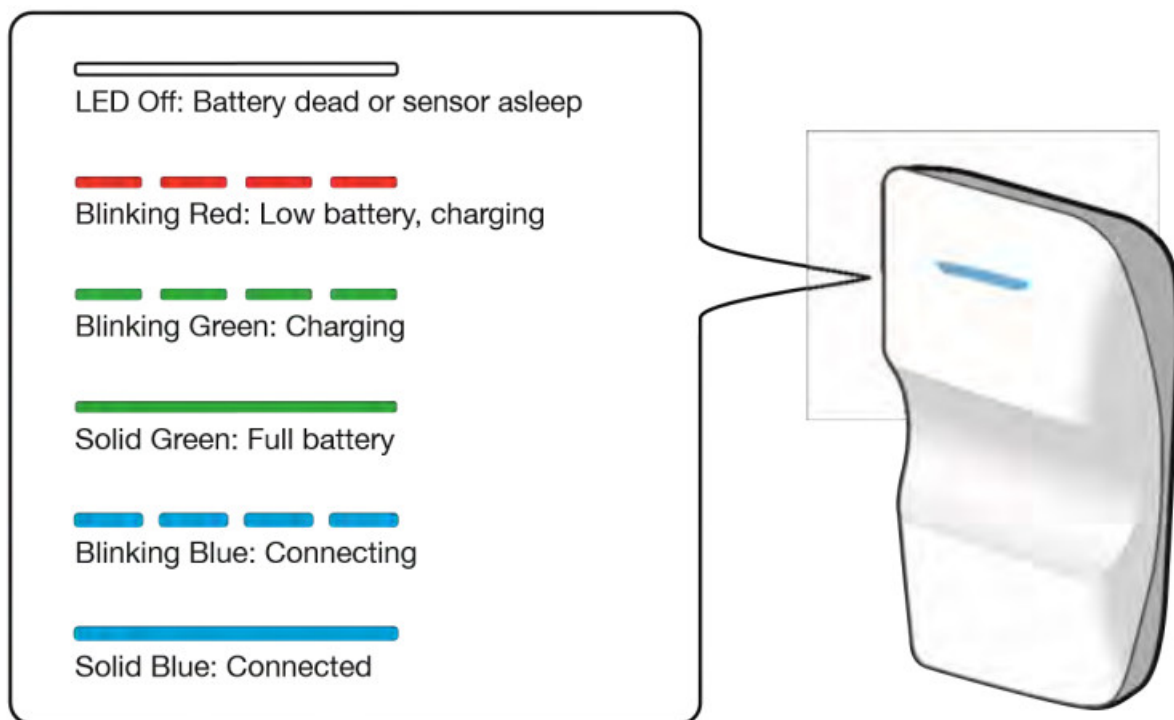 LED Off: Battery dead or sensor asleep
Blinking Red: Low battery, charging
Blinking Green: Charging
Solid Green: Full battery
Blinking Blue: Connecting
Solid Blue: Connected